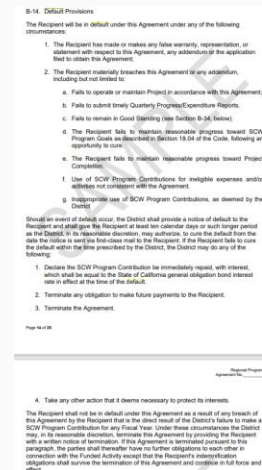 B-14. Default Provisions
The Recipient will be in default under this Agreement under any of the following
circumstances:
1. The Recipient has made or makes any false warranty, representation, or
statement with respect to this Agreement, any addendum or the application
filed to obtain this Agreement;
2. The Recipient materially breaches this Agreement or any addendum,
including but not limited to:
a. Fails to operate or maintain Project in accordance with this Agreement;
b. Fails to submit timely Quarterly Progress/Expenditure Reports.
c. Fails to remain in Good Standing (see Section B-34, below).
d. The Recipient fails to maintain reasonable progress toward SCW
Program Goals as described in Section 18.04 of the Code, following an
opportunity to cure.
e. The Recipient fails to maintain reasonable progress toward Project
Completion.
f. Use of SCW Program Contributions for ineligible expenses and/or
activities not consistent with the Agreement.
g. Inappropriate use of SCW Program Contributions, as deemed by the
District
Should an event of default occur, the District shall provide a notice of default to the
Recipient and shall give the Recipient at least ten calendar days or such longer period
as the District, in its reasonable discretion, may authorize, to cure the default from the
date the notice is sent via first-class mail to the Recipient. If the Recipient fails to cure
the default within the time prescribed by the District, the District may do any of the
following:
1. Declare the SCW Program Contribution be immediately repaid, with interest,
which shall be equal to the State of California general obligation bond interest
rate in effect at the time of the default.
2. Terminate any obligation to make future payments to the Recipient.
3. Terminate the Agreement.
Page 14 of 35
Regional Program
Agreement No.
4. Take any other action that it deems necessary to protect its interests.
The Recipient shall not be in default under this Agreement as a result of any breach of
this Agreement by the Recipient that is the direct result of the District's failure to make a
SCW Program Contribution for any Fiscal Year. Under these circumstances the District
may, in its reasonable discretion, terminate this Agreement by providing the Recipient
with a written notice of termination. If this Agreement is terminated pursuant to this
paragraph, the parties shall thereafter have no further obligations to each other in
connection with the Funded Activity except that the Recipient's indemnification
obligations shall survive the termination of this Agreement and continue in full force and
effect.
SAMPLE